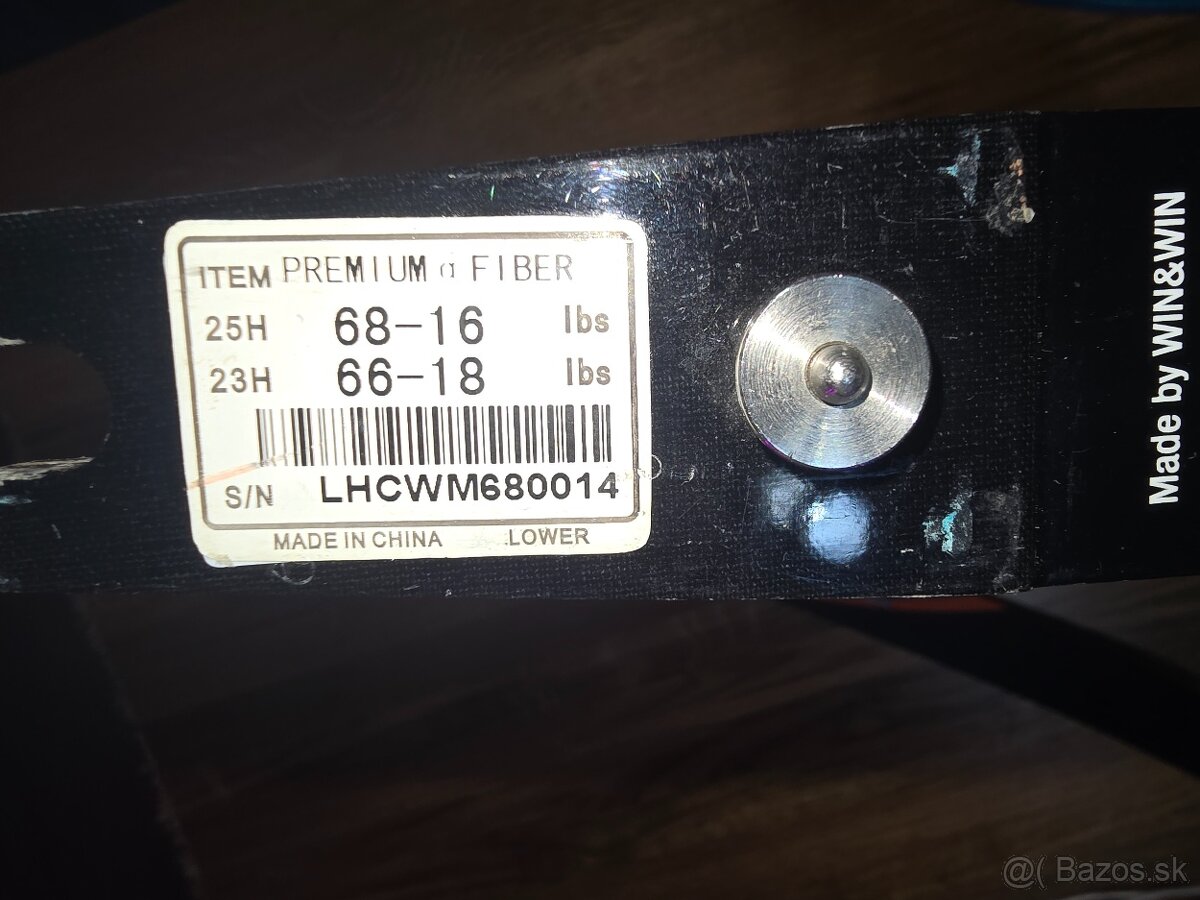 ITEM PREMIUM α FIBER
25H 68-16 lbs
23H 66-18 lbs
S/N LHCWM680014
MADE IN CHINA LOWER
Made by WIN&WIN
@( Bazos.sk